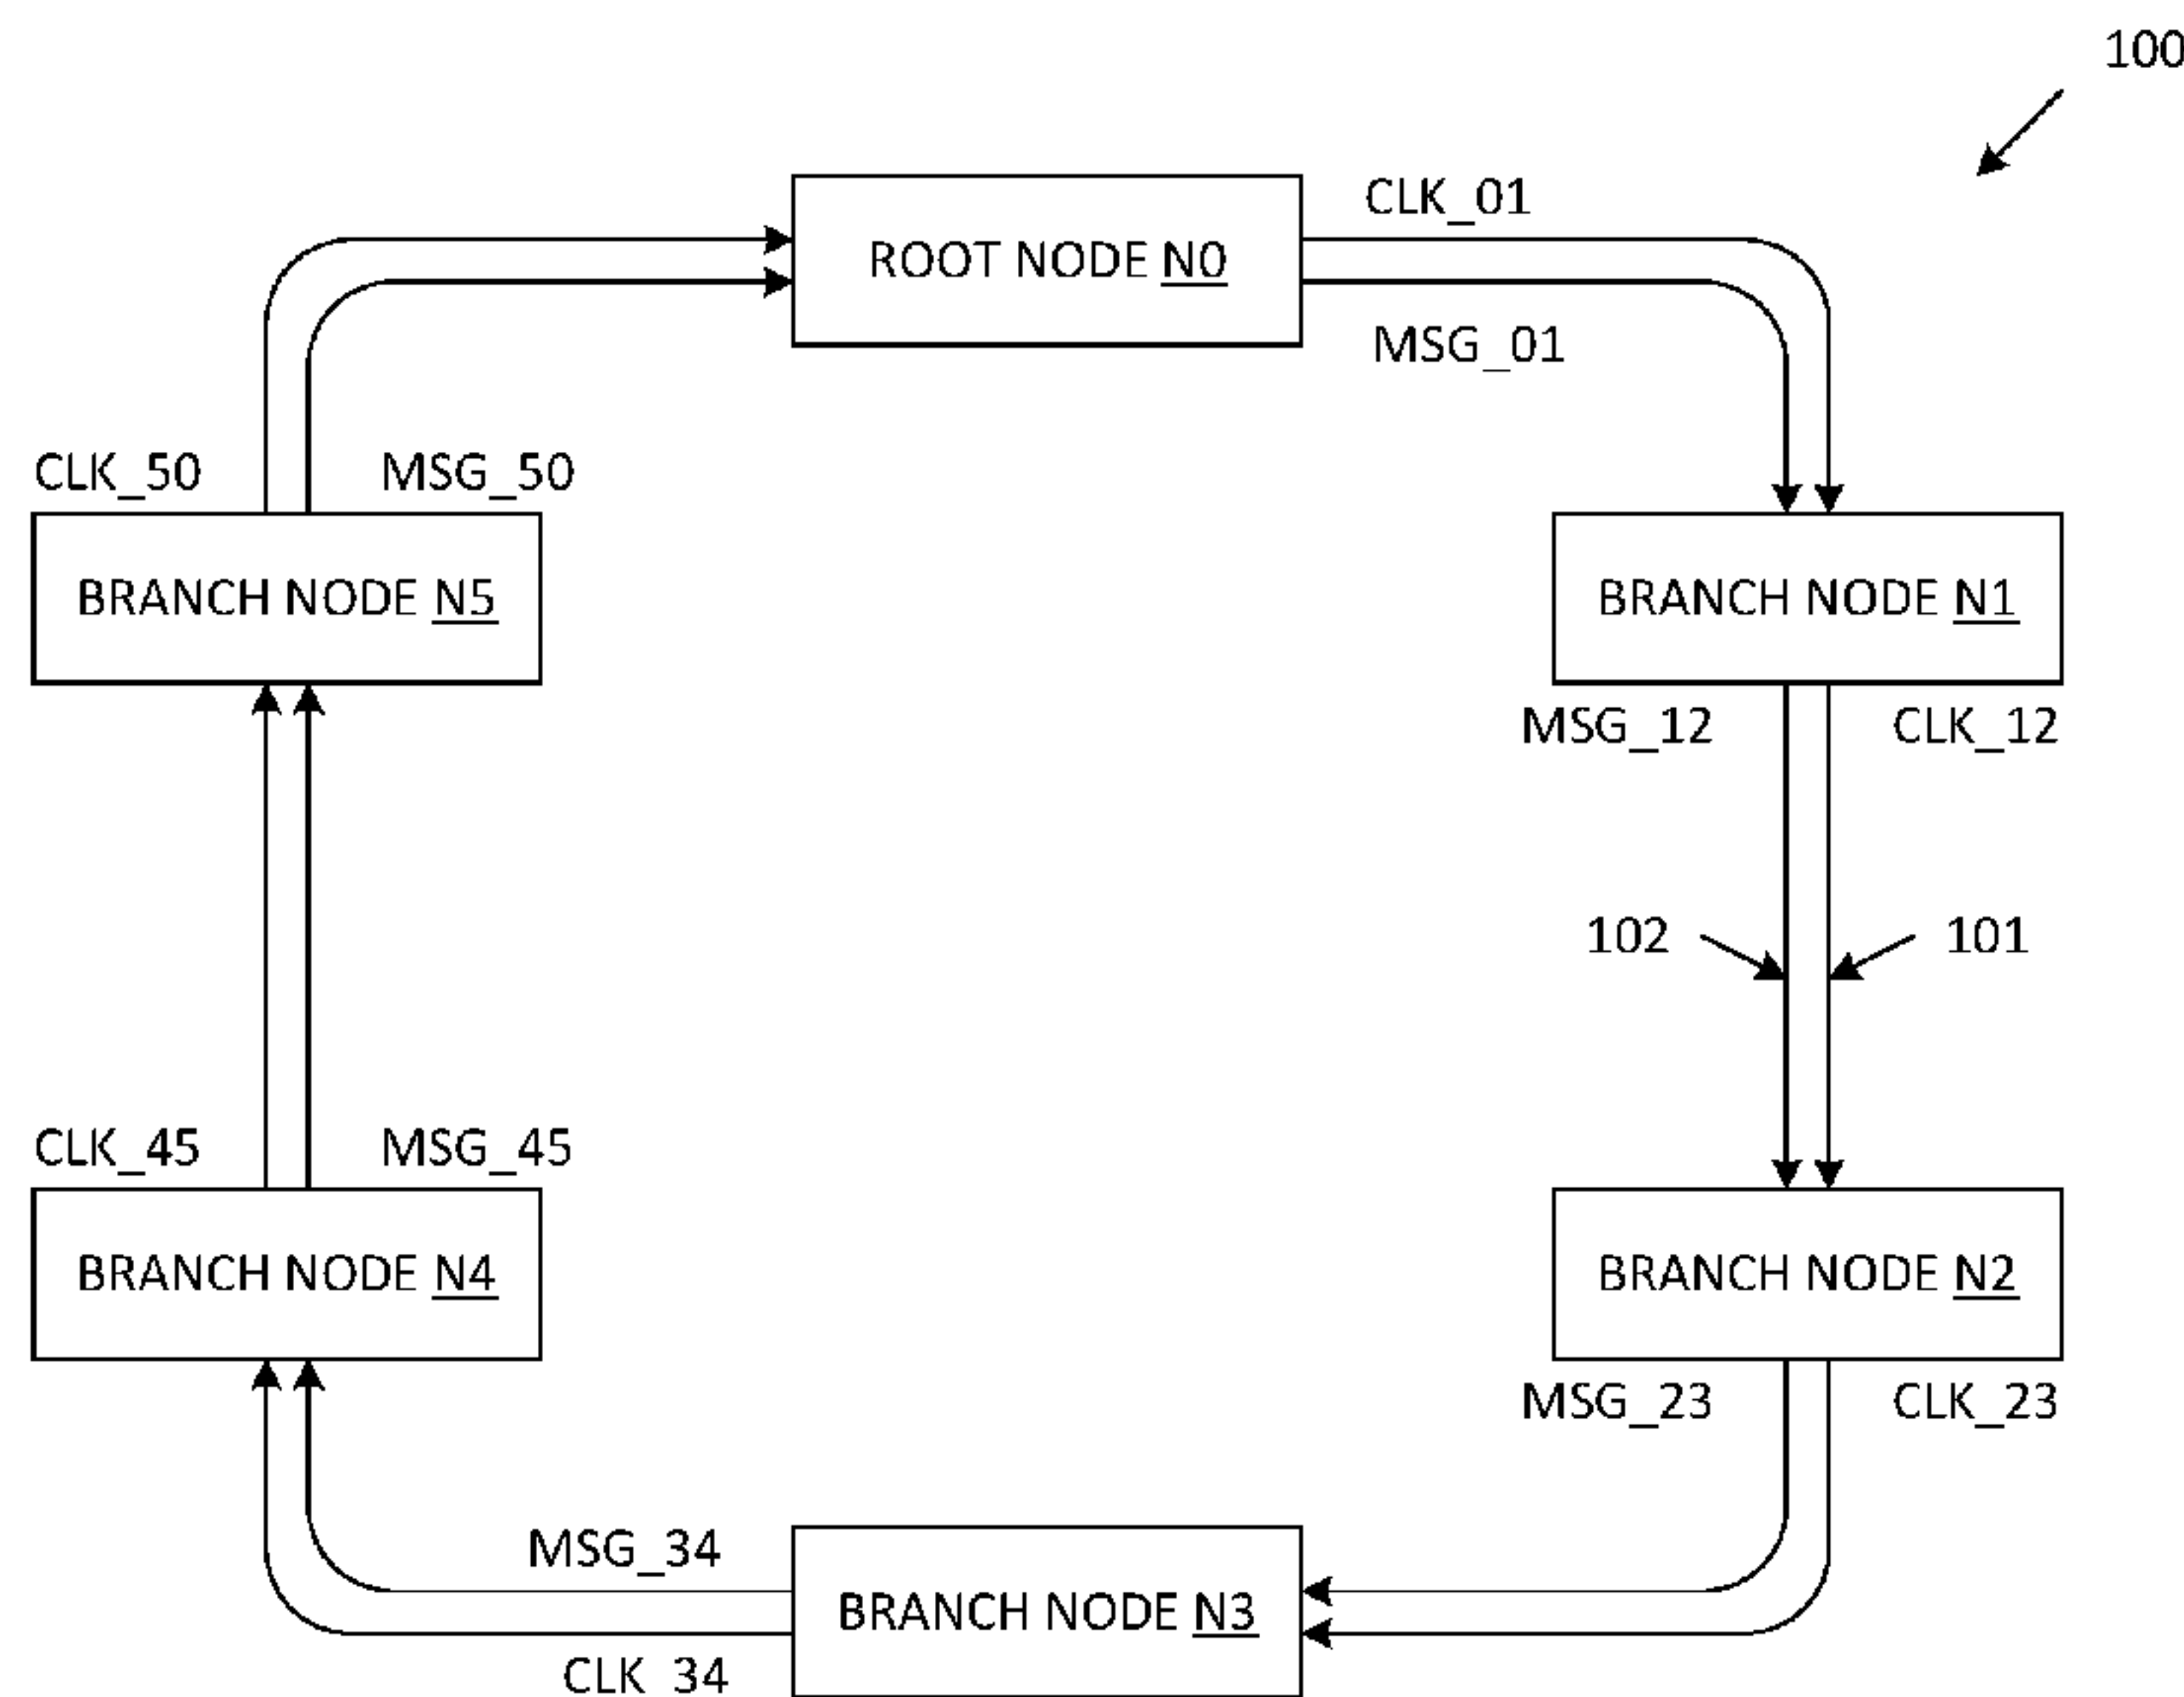 100
CLK_01
ROOT NODE N0
MSG_01
CLK_50 MSG_50
BRANCH NODE N5 BRANCH NODE N1
MSG_12 CLK_12
102 101
CLK_45 MSG_45
BRANCH NODE N4 BRANCH NODE N2
MSG_23 CLK_23
MSG_34
BRANCH NODE N3
CLK_34